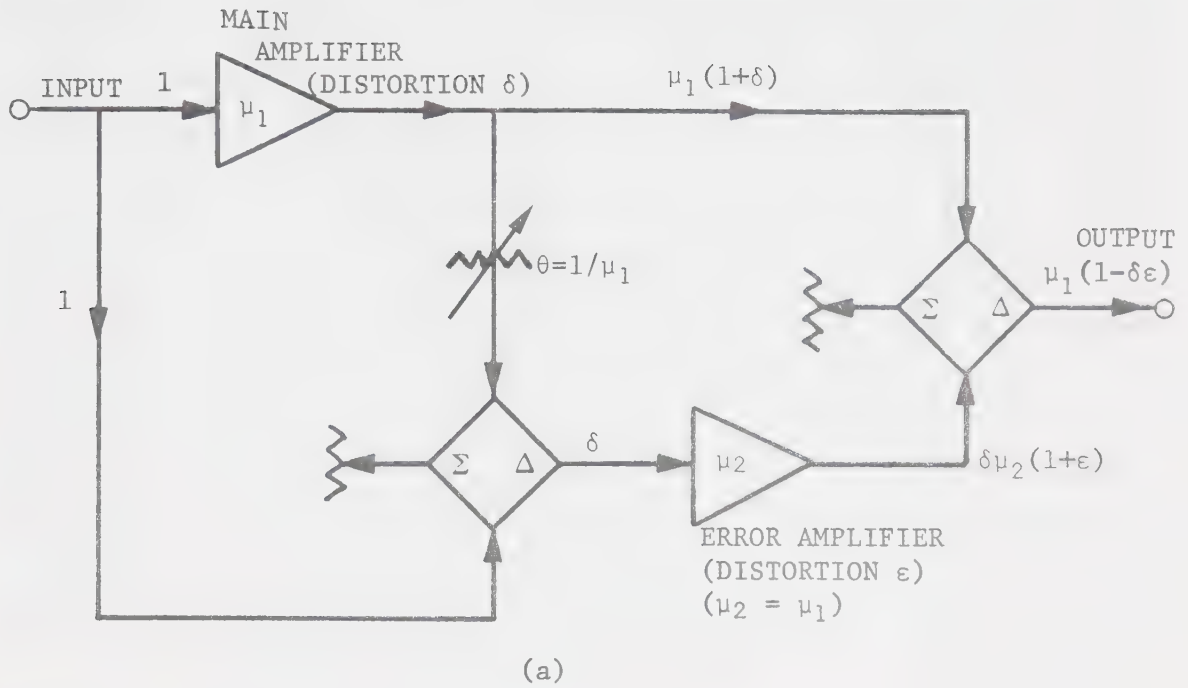 MAIN
AMPLIFIER
(DISTORTION δ)
INPUT
1
μ₁
μ₁(1+δ)
θ=1/μ₁
OUTPUT
μ₁(1-δε)
1
Σ
Δ
Σ
Δ
δ
μ₂
δμ₂(1+ε)
ERROR AMPLIFIER
(DISTORTION ε)
(μ₂ = μ₁)
(a)